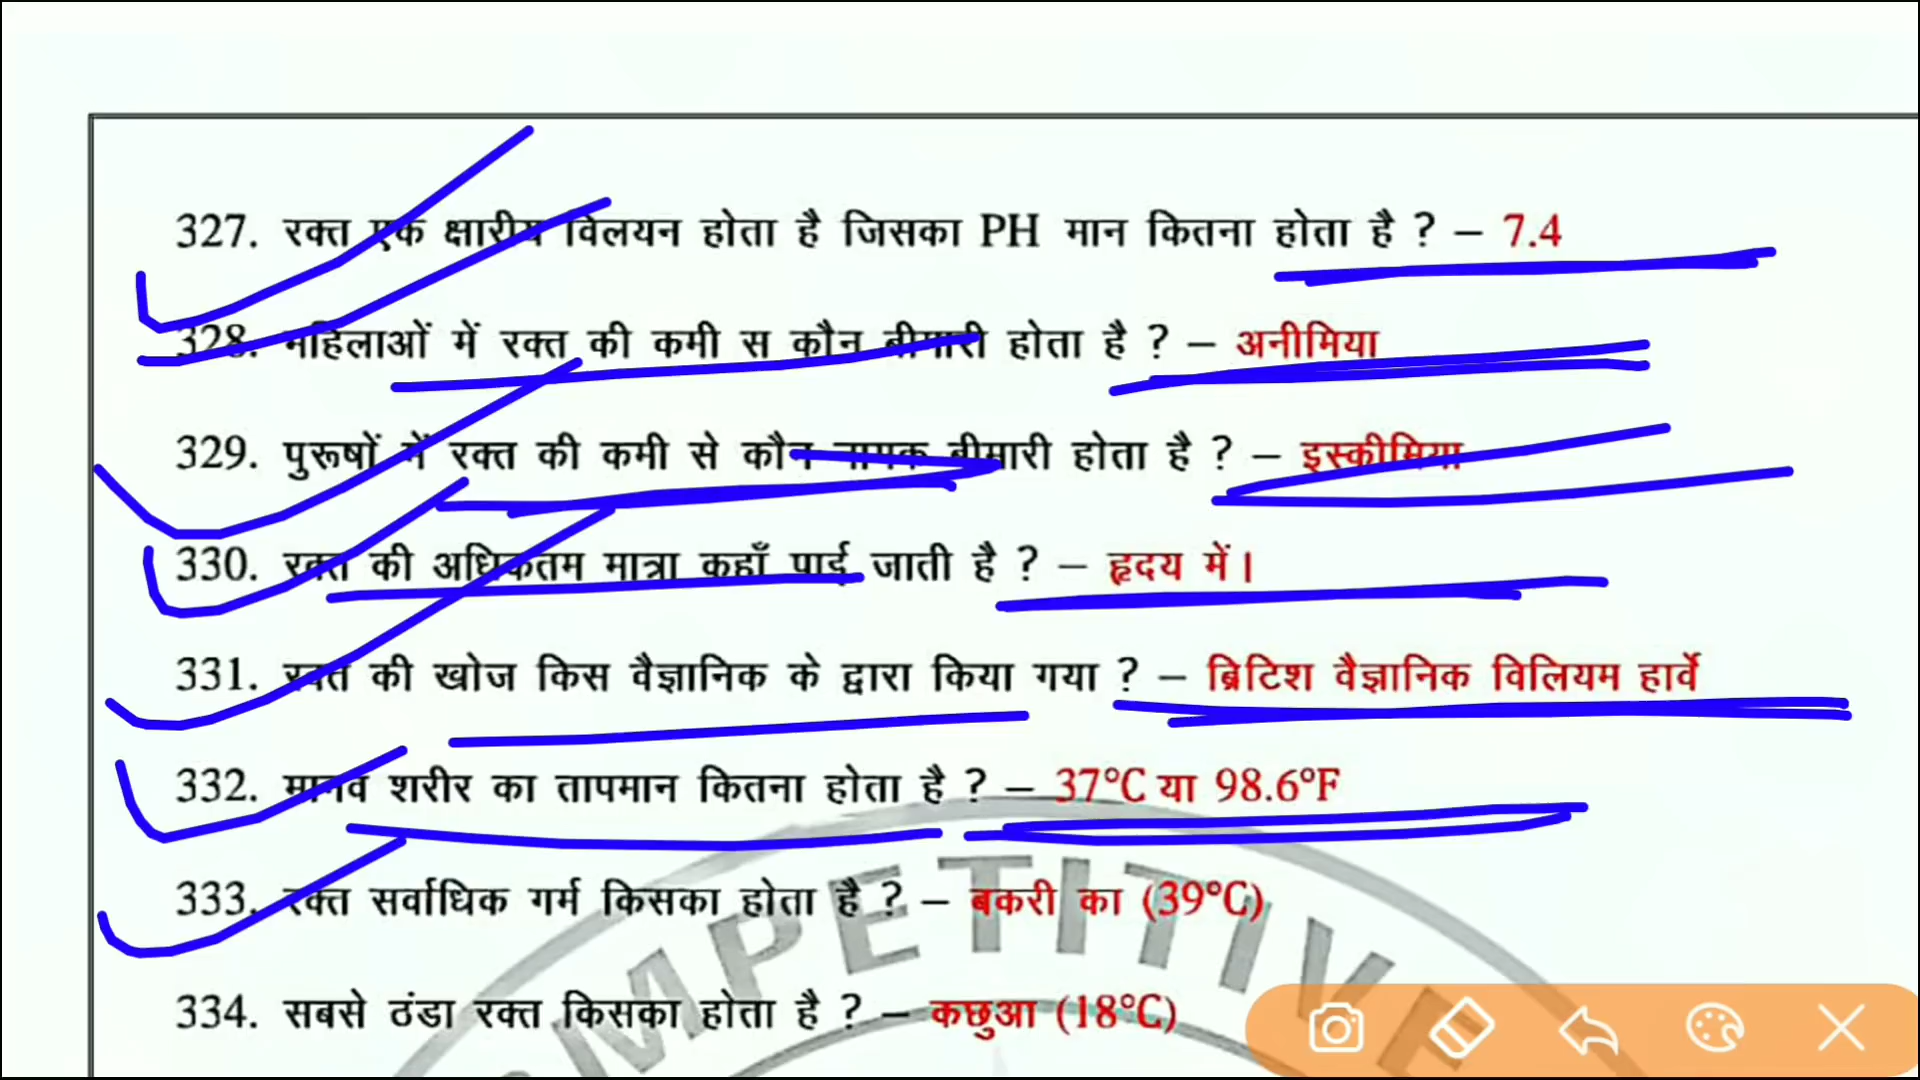 327. रक्त एक क्षारीय विलयन होता है जिसका PH मान कितना होता है ? – 7.4
328. महिलाओं में रक्त की कमी स कौन बीमारी होता है ? – अनीमिया
329. पुरूषों में रक्त की कमी से कौन नामक बीमारी होता है ? – इस्कीमिया
330. रक्त की अधिकतम मात्रा कहाँ पाई जाती है ? – हृदय में।
331. रक्त की खोज किस वैज्ञानिक के द्वारा किया गया ? – ब्रिटिश वैज्ञानिक विलियम हार्वे
332. मानव शरीर का तापमान कितना होता है ? – 37°C या 98.6°F
333. रक्त सर्वाधिक गर्म किसका होता है ? – बकरी का (39°C)
334. सबसे ठंडा रक्त किसका होता है ? – कछुआ (18°C)